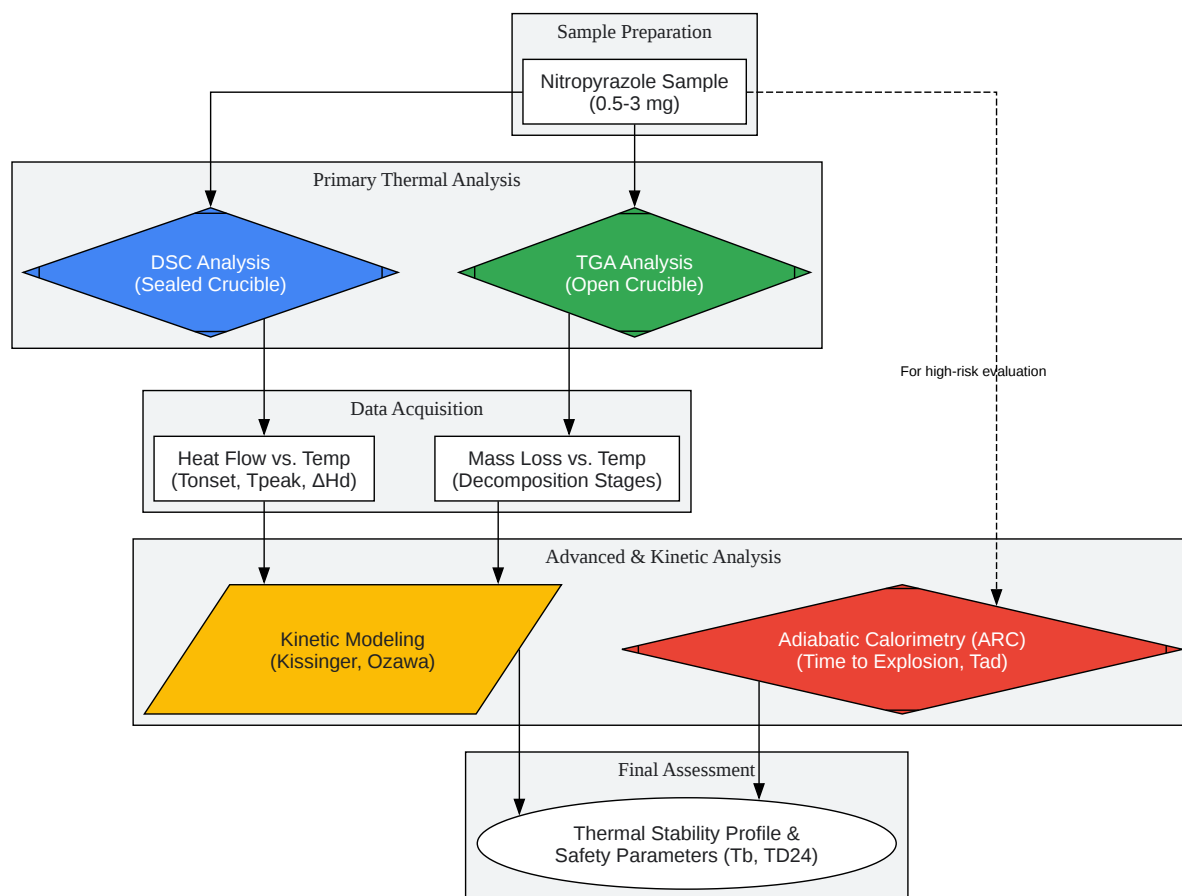 Sample Preparation
Nitropyrazole Sample
(0.5-3 mg)
Primary Thermal Analysis
DSC Analysis
(Sealed Crucible)
TGA Analysis
(Open Crucible)
For high-risk evaluation
Data Acquisition
Heat Flow vs. Temp
(Tonset, Tpeak, ΔHd)
Mass Loss vs. Temp
(Decomposition Stages)
Advanced & Kinetic Analysis
Kinetic Modeling
(Kissinger, Ozawa)
Adiabatic Calorimetry (ARC)
(Time to Explosion, Tad)
Final Assessment
Thermal Stability Profile &
Safety Parameters (Tb, TD24)